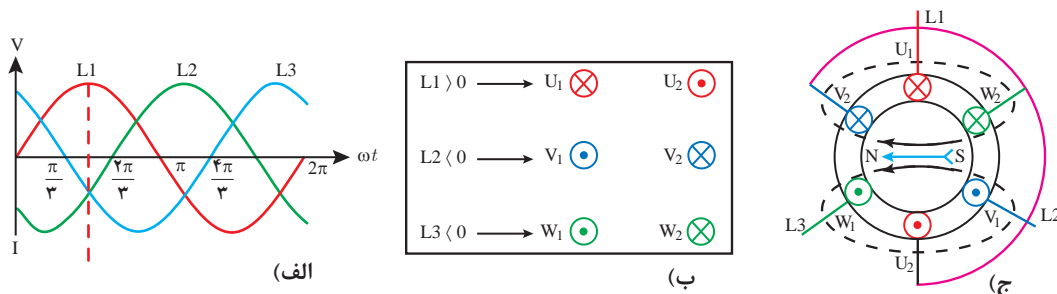 V
L1 L2 L3
π/۳ ۲π/۳ π ۴π/۳ 2π ωt
I
الف)
L1 ⟩ 0 U₁ U₂
L2 ⟨ 0 V₁ V₂
L3 ⟨ 0 W₁ W₂
ب)
L1
U₁
V₂ W₂
N S
L3 W₁ V₁ L2
U₂
ج)